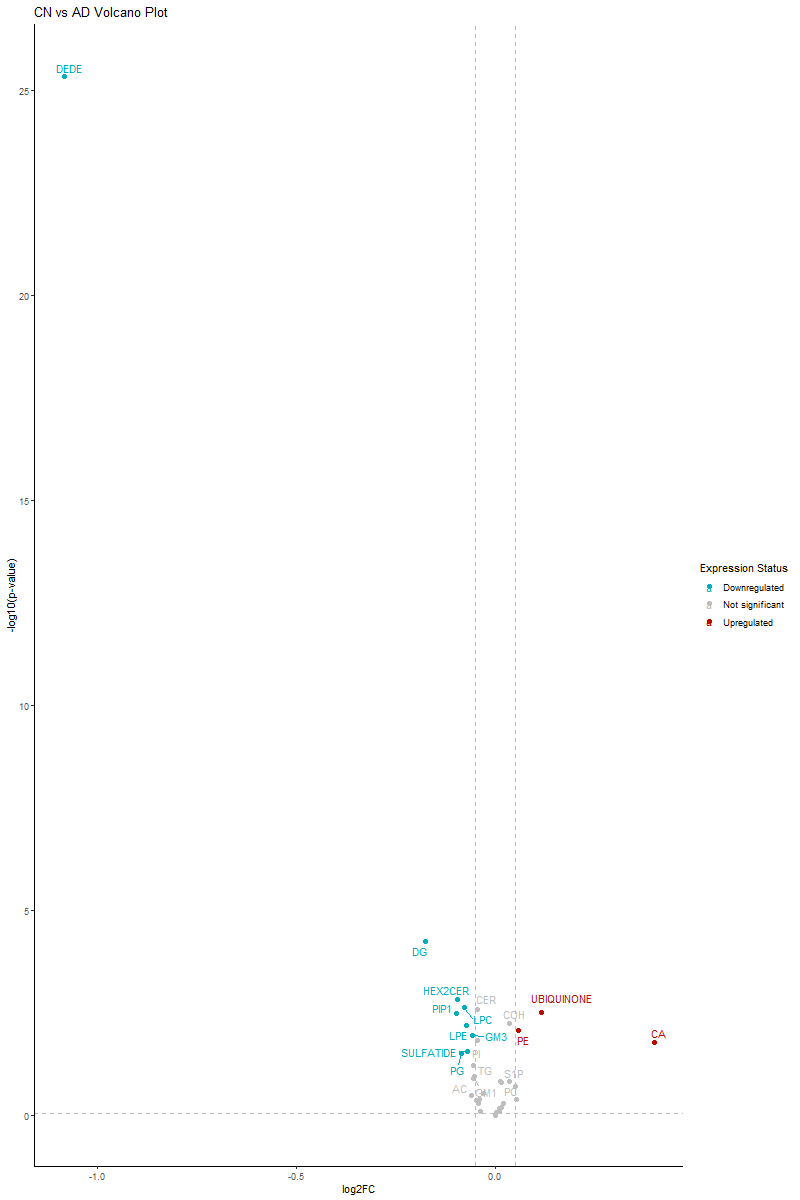 CN vs AD Volcano Plot
DEDE
25
20
15
-log10(p-value)
10
5
0
DG
HEX2CER
CER
UBIQUINONE
PIP1
LPC
COH
LPE
GM3
PE
CA
SULFATIDE
PI
PG
TG
S1P
AC
GM1
PC
-1.0
-0.5
0.0
log2FC
Expression Status
Downregulated
Not significant
Upregulated